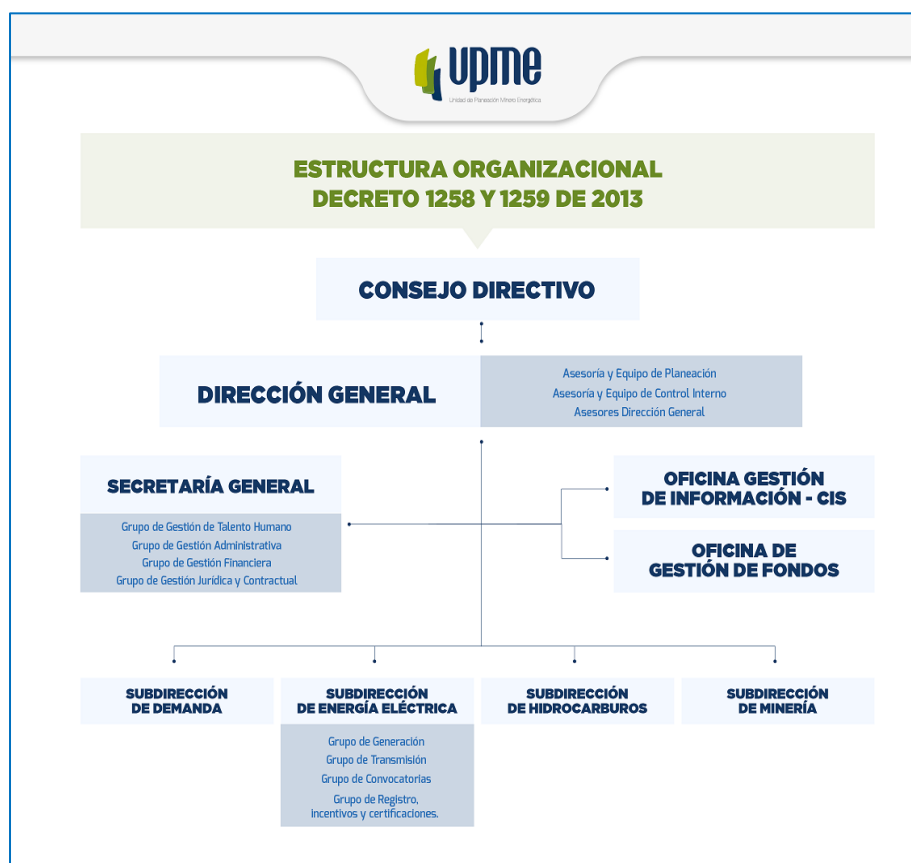 upme
Unidad de Planeación Minero Energética
ESTRUCTURA ORGANIZACIONAL
DECRETO 1258 Y 1259 DE 2013
CONSEJO DIRECTIVO
DIRECCIÓN GENERAL
Asesoría y Equipo de Planeación
Asesoría y Equipo de Control Interno
Asesores Dirección General
SECRETARÍA GENERAL
Grupo de Gestión de Talento Humano
Grupo de Gestión Administrativa
Grupo de Gestión Financiera
Grupo de Gestión Jurídica y Contractual
OFICINA GESTIÓN
DE INFORMACIÓN - CIS
OFICINA DE
GESTIÓN DE FONDOS
SUBDIRECCIÓN
DE DEMANDA
SUBDIRECCIÓN
DE ENERGÍA ELÉCTRICA
Grupo de Generación
Grupo de Transmisión
Grupo de Convocatorias
Grupo de Registro,
incentivos y certificaciones.
SUBDIRECCIÓN
DE HIDROCARBUROS
SUBDIRECCIÓN
DE MINERÍA